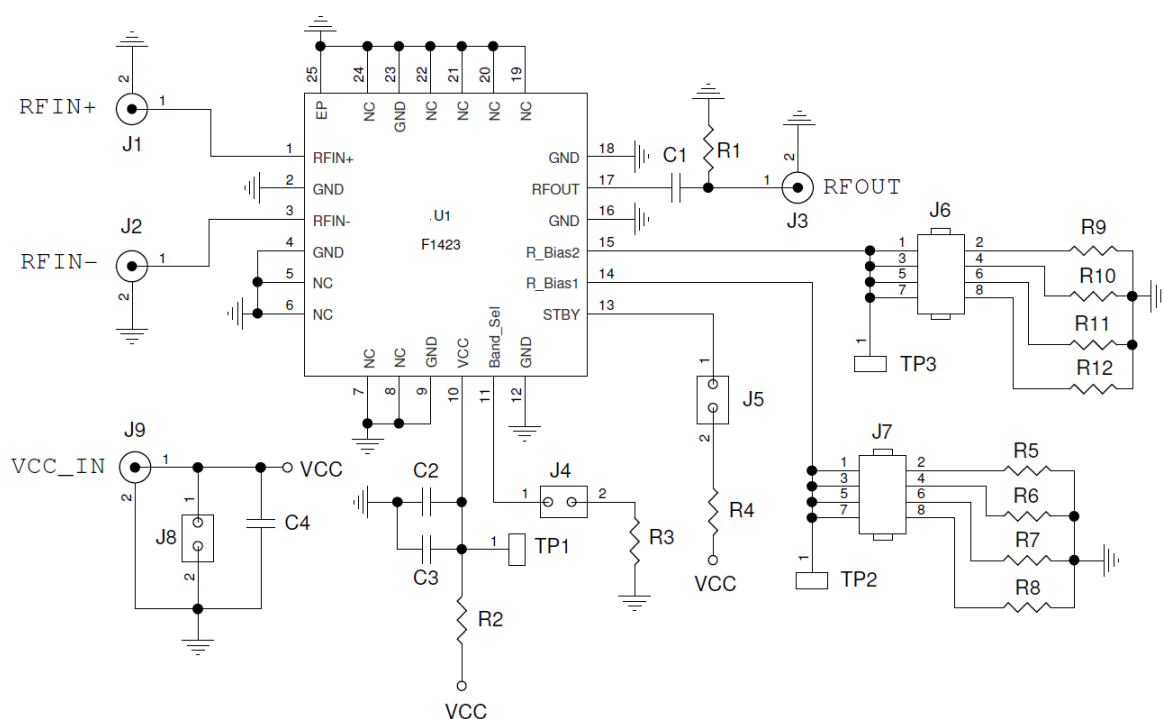 25 24 23 22 21 20 19
EP NC GND NC NC NC NC
2
RFIN+ 1
J1
1 RFIN+
2 GND
3 RFIN-
4 GND
5 NC
6 NC
J2
RFIN- 1
2
U1
F1423
GND 18
RFOUT 17
GND 16
R_Bias2 15
R_Bias1 14
STBY 13
C1 R1
2
1 RFOUT
J3
NC NC GND VCC Band_Sel GND
7 8 9 10 11 12
J6
1 2
3 4
5 6
7 8
R9
R10
R11
R12
1
TP3
1
J5
2
R4
VCC
J9
VCC_IN 1 VCC
2
1
J8
2
C4
C2
C3
1 TP1
R2
VCC
J4
1 2
R3
J7
1 2
3 4
5 6
7 8
R5
R6
R7
R8
1
TP2